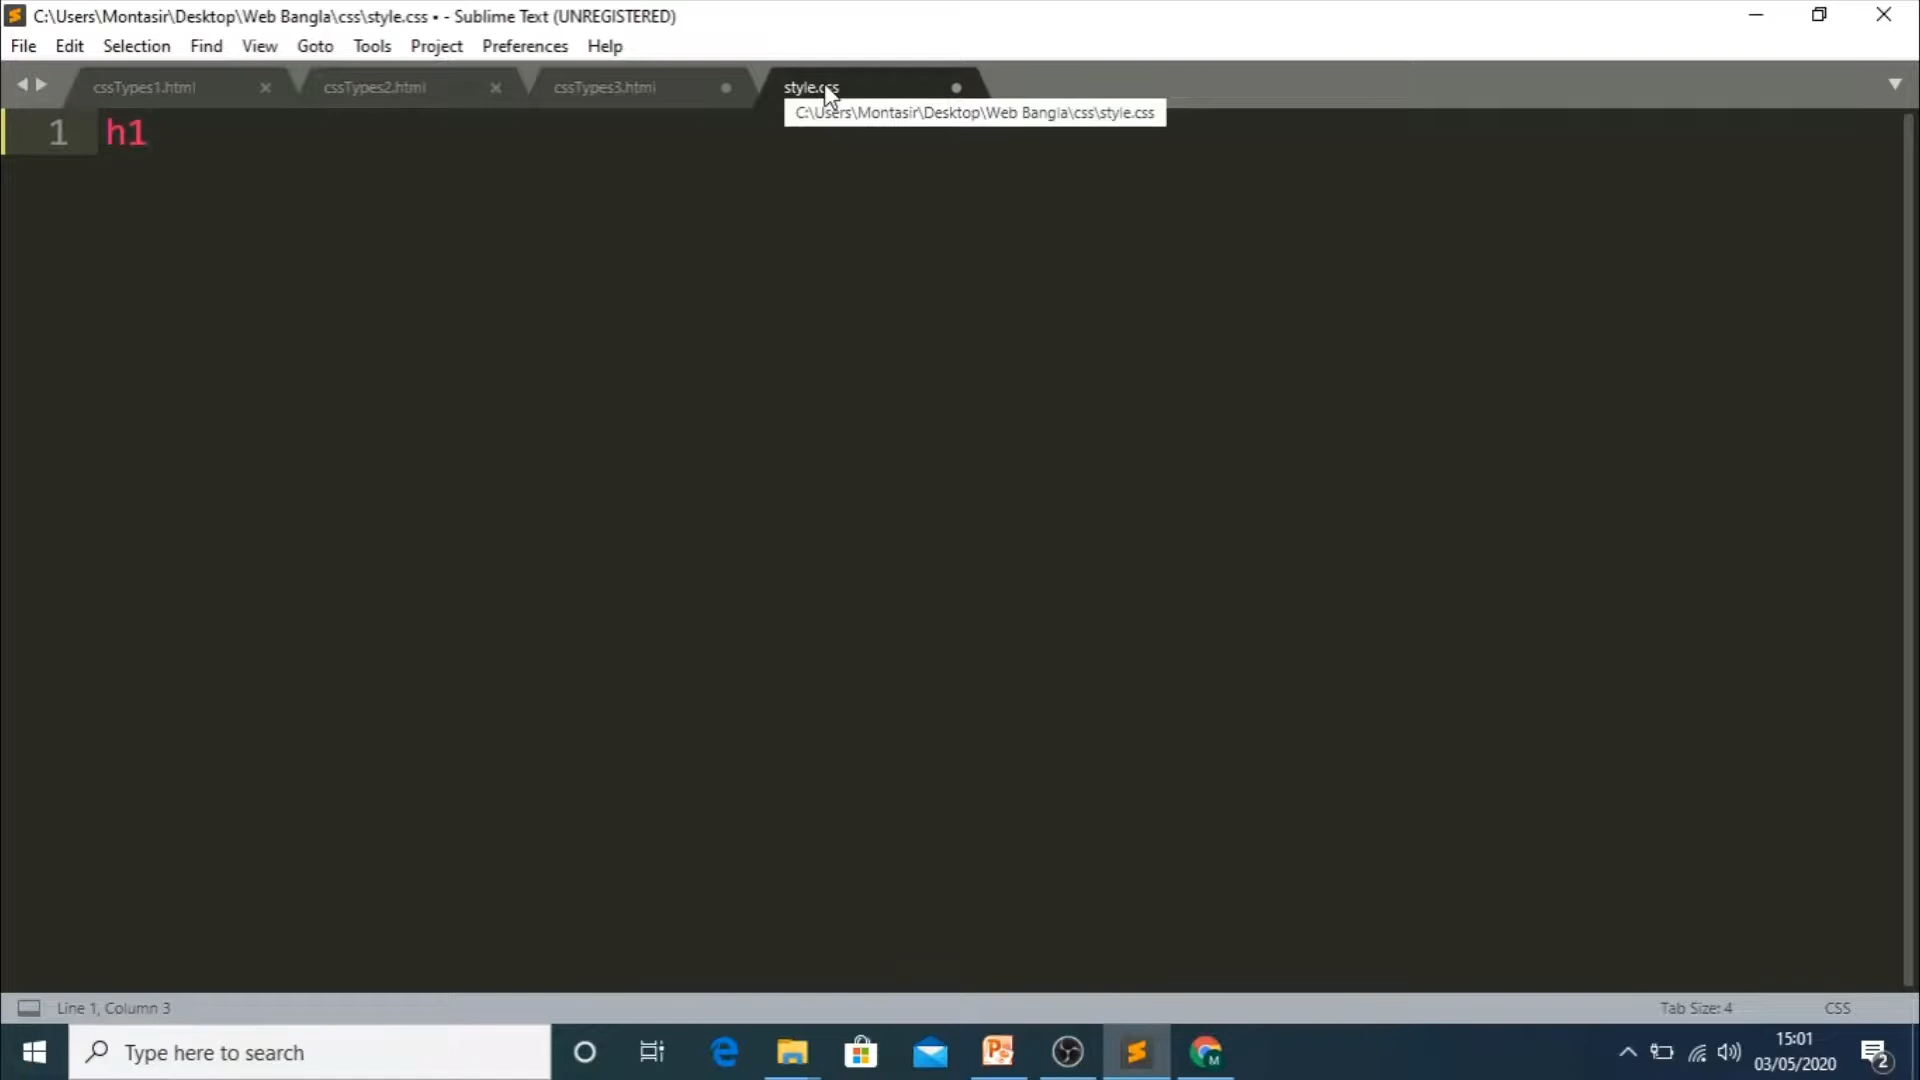 C:\Users\Montasir\Desktop\Web Bangla\css\style.css • - Sublime Text (UNREGISTERED)
File Edit Selection Find View Goto Tools Project Preferences Help
cssTypes1.html cssTypes2.html cssTypes3.html style.css
C:\Users\Montasir\Desktop\Web Bangla\css\style.css
1 h1
Line 1, Column 3 Tab Size: 4 CSS
Type here to search
15:01
03/05/2020
2